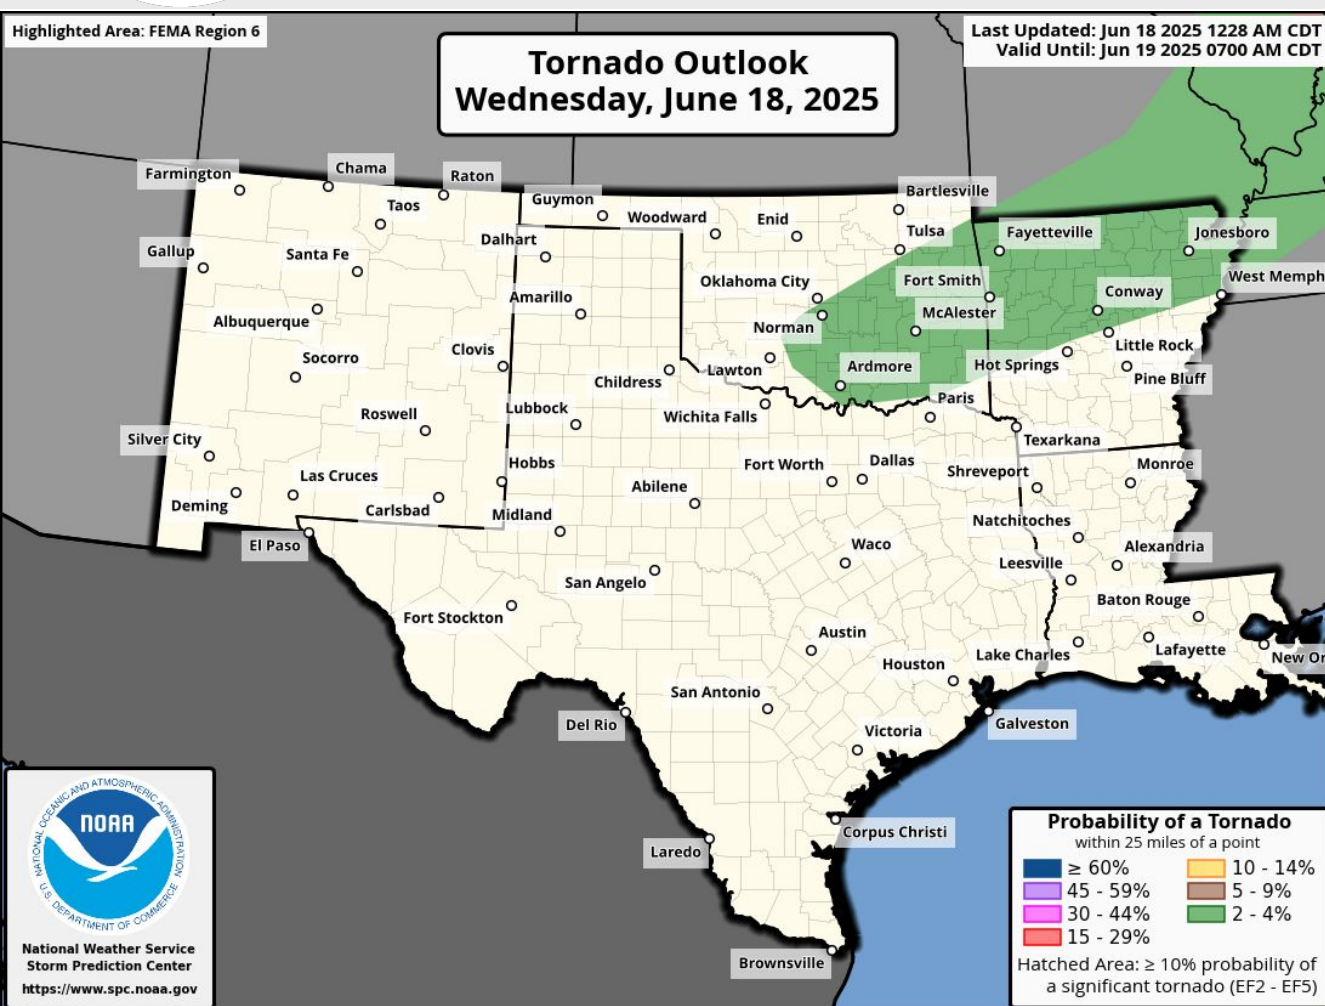 Highlighted Area: FEMA Region 6
Last Updated: Jun 18 2025 1228 AM CDT
Valid Until: Jun 19 2025 0700 AM CDT
Tornado Outlook
Wednesday, June 18, 2025
Farmington
Chama
Raton
Taos
Guymon
Woodward
Enid
Bartlesville
Tulsa
Fayetteville
Jonesboro
Gallup
Santa Fe
Dalhart
Oklahoma City
Fort Smith
West Memph
Amarillo
Conway
Albuquerque
Norman
McAlester
Socorro
Clovis
Little Rock
Childress
Lawton
Ardmore
Hot Springs
Pine Bluff
Roswell
Lubbock
Wichita Falls
Paris
Silver City
Texarkana
Las Cruces
Hobbs
Fort Worth
Dallas
Shreveport
Monroe
Deming
Carlsbad
Midland
Abilene
Natchitoches
El Paso
Waco
Alexandria
San Angelo
Leesville
Fort Stockton
Baton Rouge
Austin
Lake Charles
Lafayette
New Or
Houston
San Antonio
Del Rio
Galveston
Victoria
Corpus Christi
Laredo
Brownsville
NATIONAL OCEANIC AND ATMOSPHERIC ADMINISTRATION
NOAA
U.S. DEPARTMENT OF COMMERCE
National Weather Service
Storm Prediction Center
https://www.spc.noaa.gov
Probability of a Tornado
within 25 miles of a point
≥ 60%
10 - 14%
45 - 59%
5 - 9%
30 - 44%
2 - 4%
15 - 29%
Hatched Area: ≥ 10% probability of
a significant tornado (EF2 - EF5)